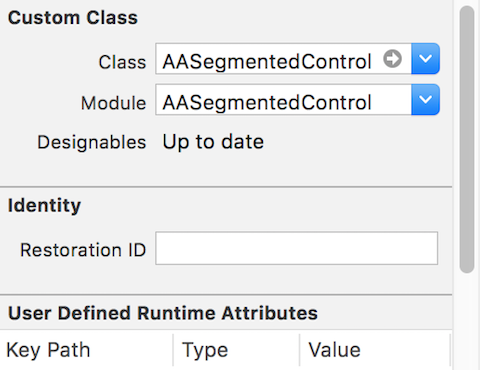 Custom Class
Class AASegmentedControl
Module AASegmentedControl
Designables Up to date
Identity
Restoration ID
User Defined Runtime Attributes
Key Path Type Value